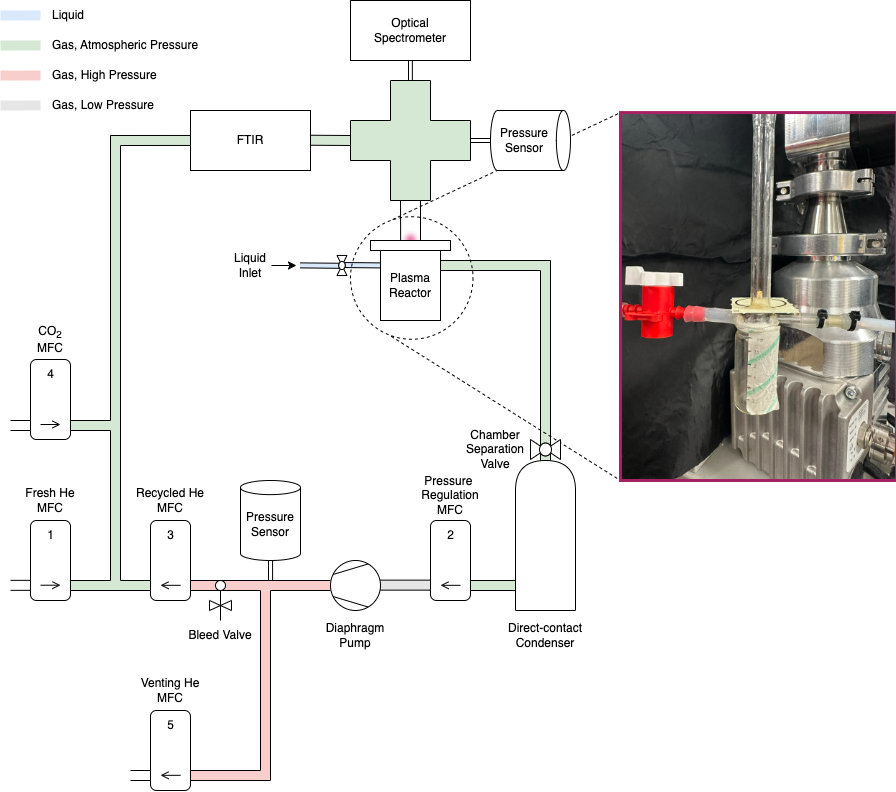 Liquid
Gas, Atmospheric Pressure
Gas, High Pressure
Gas, Low Pressure
Optical
Spectrometer
FTIR
Pressure
Sensor
Liquid
Inlet
Plasma
Reactor
CO₂
MFC
4
Chamber
Separation
Valve
Fresh He
MFC
1
Recycled He
MFC
3
Pressure
Sensor
Pressure
Regulation
MFC
2
Bleed Valve
Diaphragm
Pump
Direct-contact
Condenser
Venting He
MFC
5